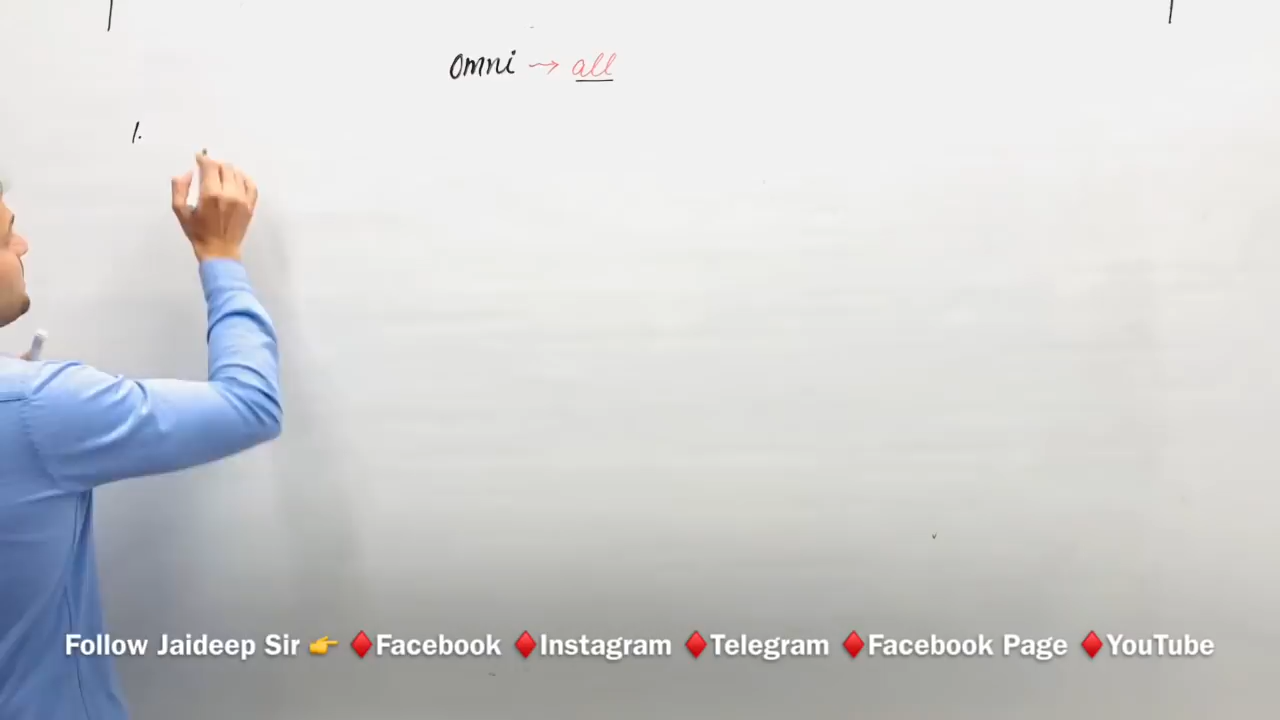 Omni → all
1.
Follow Jaideep Sir 👉 ♦Facebook ♦Instagram ♦Telegram ♦Facebook Page ♦YouTube